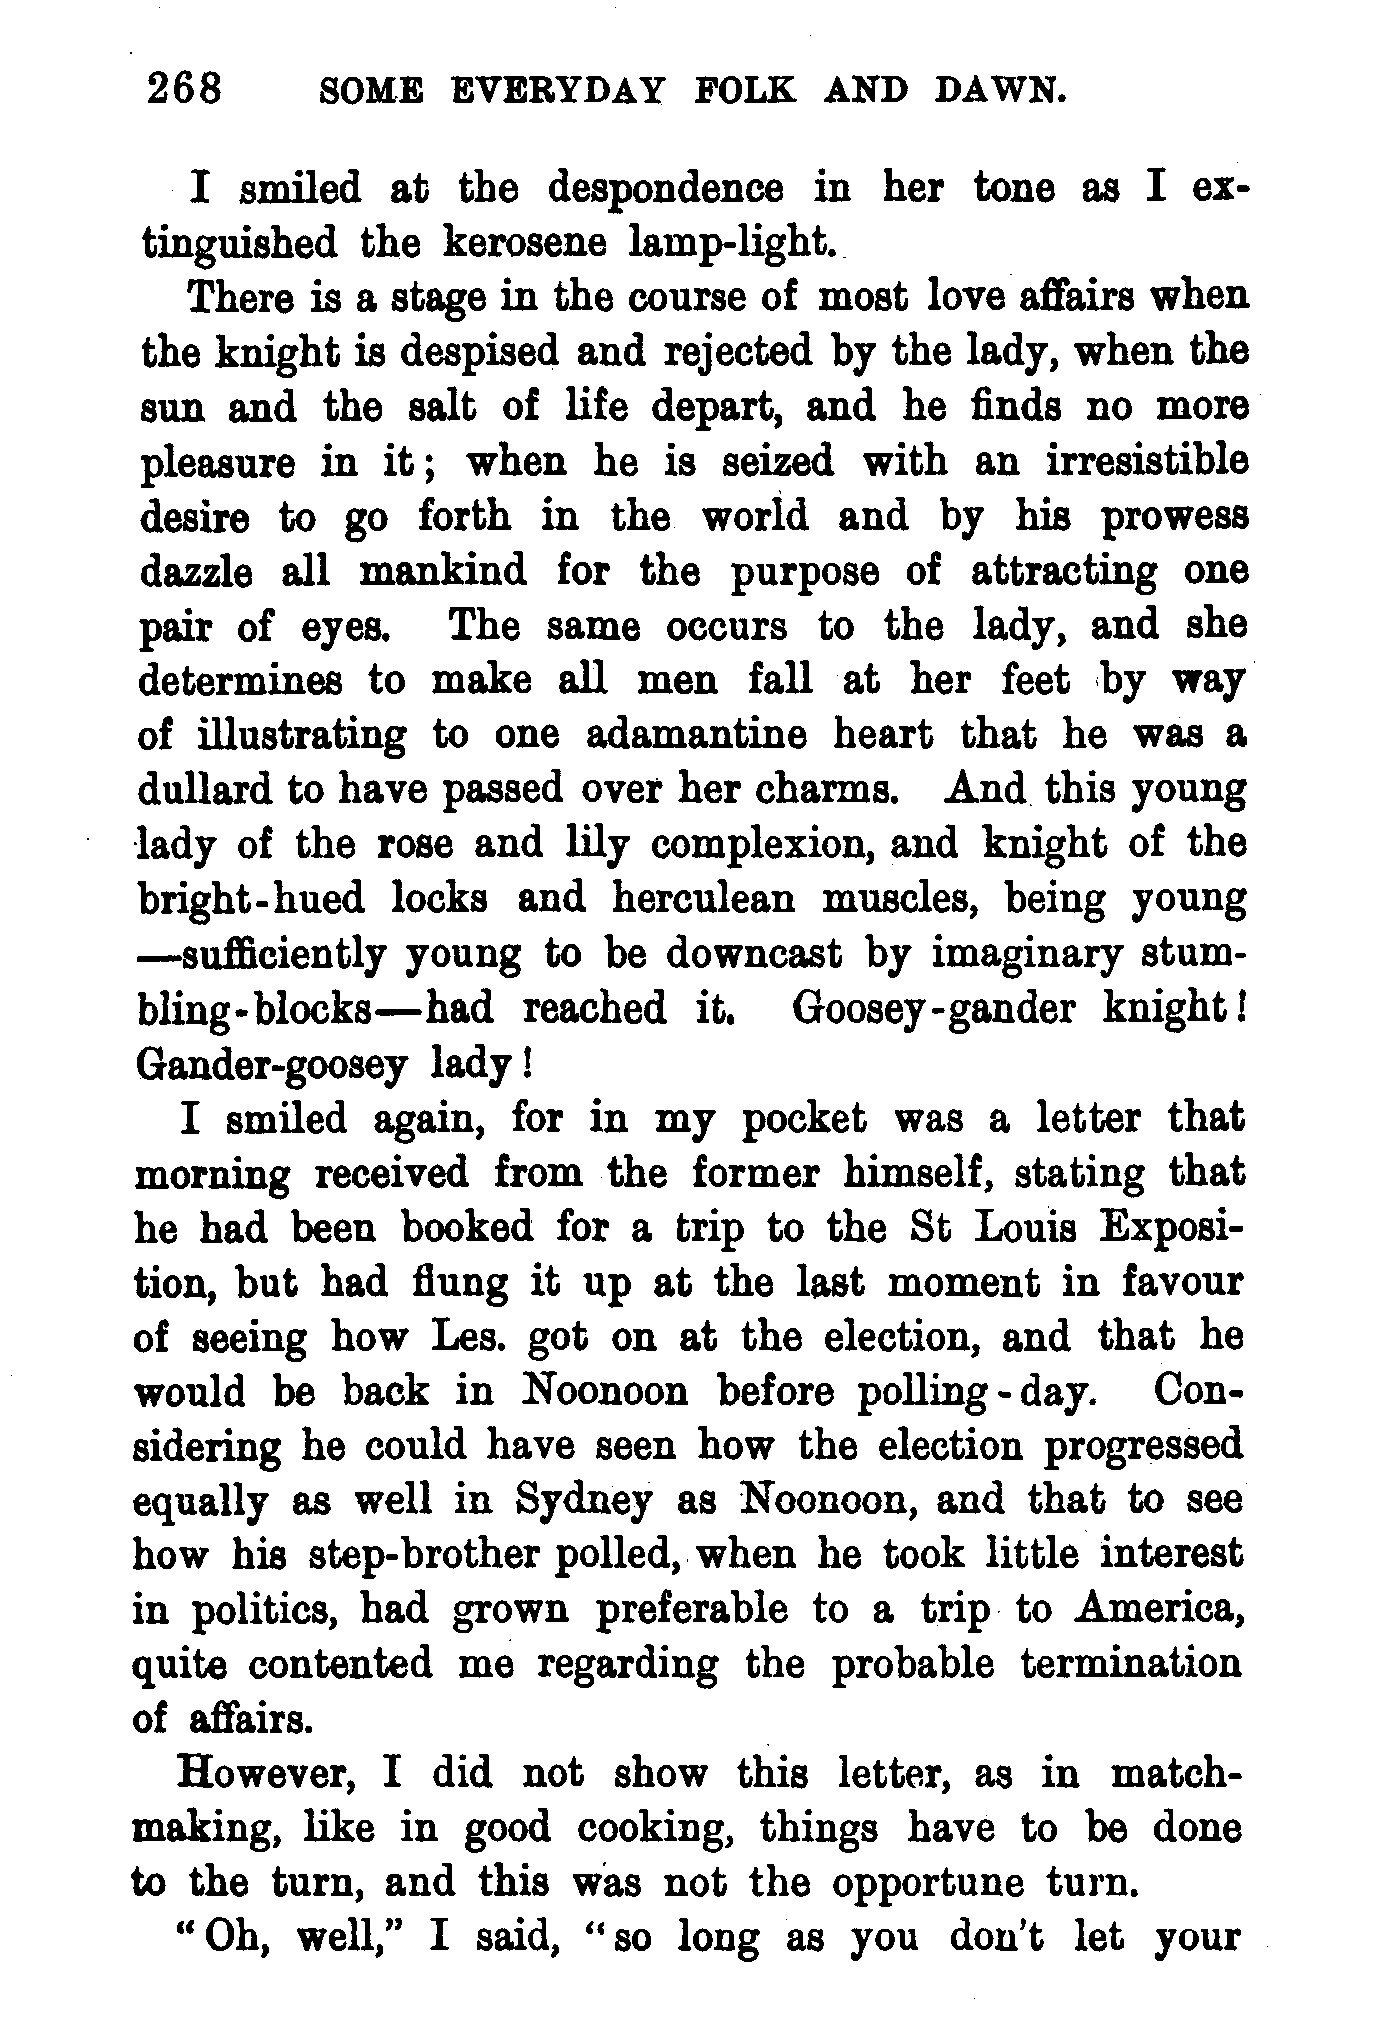 268 SOME EVERYDAY FOLK AND DAWN.
I smiled at the despondence in her tone as I ex-
tinguished the kerosene lamp-light.
There is a stage in the course of most love affairs when
the knight is despised and rejected by the lady, when the
sun and the salt of life depart, and he finds no more
pleasure in it; when he is seized with an irresistible
desire to go forth in the world and by his prowess
dazzle all mankind for the purpose of attracting one
pair of eyes. The same occurs to the lady, and she
determines to make all men fall at her feet by way
of illustrating to one adamantine heart that he was a
dullard to have passed over her charms. And this young
lady of the rose and lily complexion, and knight of the
bright-hued locks and herculean muscles, being young
—sufficiently young to be downcast by imaginary stum-
bling-blocks—had reached it. Goosey-gander knight!
Gander-goosey lady!
I smiled again, for in my pocket was a letter that
morning received from the former himself, stating that
he had been booked for a trip to the St Louis Exposi-
tion, but had flung it up at the last moment in favour
of seeing how Les. got on at the election, and that he
would be back in Noonoon before polling-day. Con-
sidering he could have seen how the election progressed
equally as well in Sydney as Noonoon, and that to see
how his step-brother polled, when he took little interest
in politics, had grown preferable to a trip to America,
quite contented me regarding the probable termination
of affairs.
However, I did not show this letter, as in match-
making, like in good cooking, things have to be done
to the turn, and this was not the opportune turn.
"Oh, well," I said, "so long as you don't let your